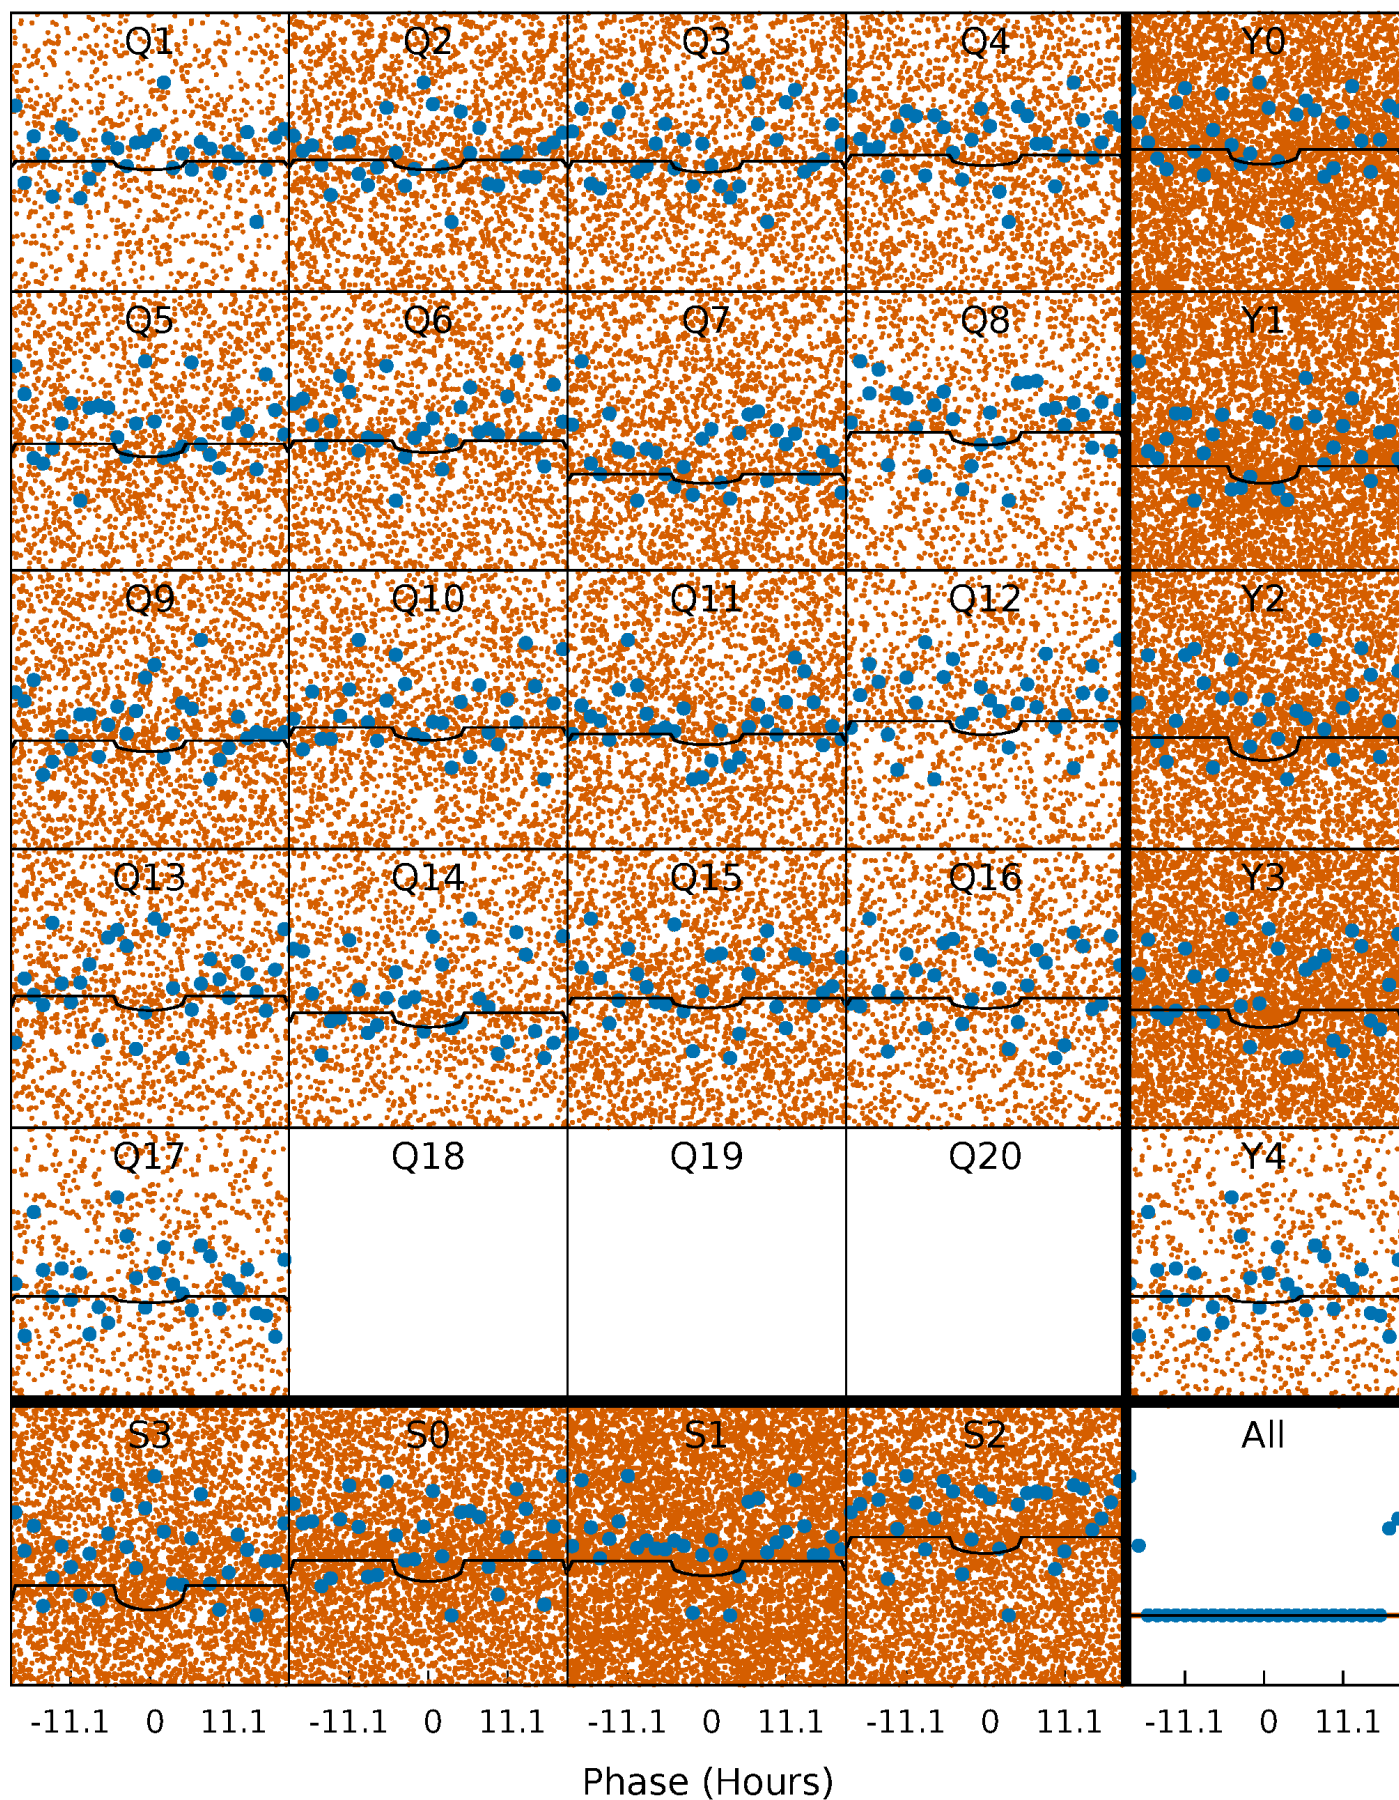 Q1 Q2 Q3 Q4 Y0
Q5 Q6 Q7 Q8 Y1
Q9 Q10 Q11 Q12 Y2
Q13 Q14 Q15 Q16 Y3
Q17 Q18 Q19 Q20 Y4
S3 S0 S1 S2 All
-11.1 0 11.1 -11.1 0 11.1 -11.1 0 11.1 -11.1 0 11.1 -11.1 0 11.1
Phase (Hours)